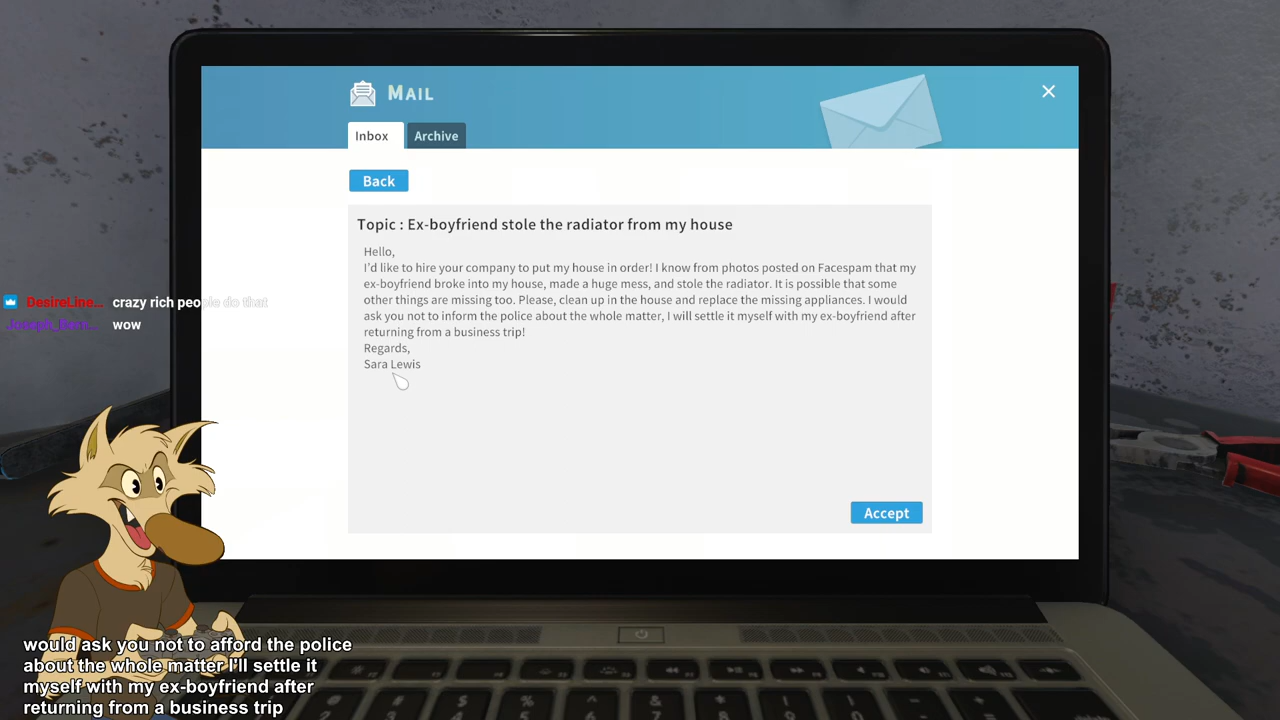 MAIL
Inbox
Archive
Back
Topic : Ex-boyfriend stole the radiator from my house
Hello,
I'd like to hire your company to put my house in order! I know from photos posted on Facespam that my
ex-boyfriend broke into my house, made a huge mess, and stole the radiator. It is possible that some
other things are missing too. Please, clean up in the house and replace the missing appliances. I would
ask you not to inform the police about the whole matter, I will settle it myself with my ex-boyfriend after
returning from a business trip!
Regards,
Sara Lewis
Accept
DesireLine... crazy rich people do that
wow
would ask you not to afford the police
about the whole matter I'll settle it
myself with my ex-boyfriend after
returning from a business trip